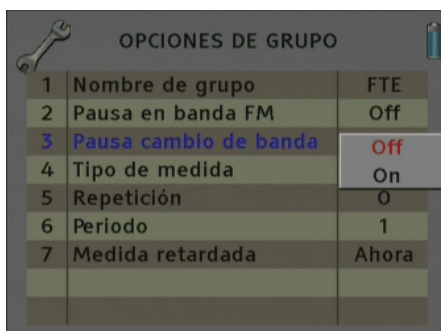 OPCIONES DE GRUPO
1 Nombre de grupo FTE
2 Pausa en banda FM Off
3 Pausa cambio de banda Off
4 Tipo de medida On
5 Repetición 0
6 Periodo 1
7 Medida retardada Ahora